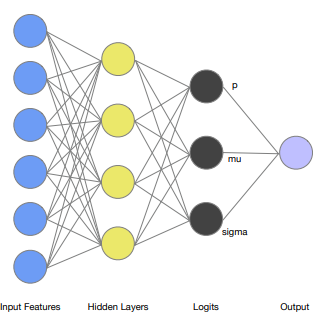 p
mu
sigma
Input Features
Hidden Layers
Logits
Output